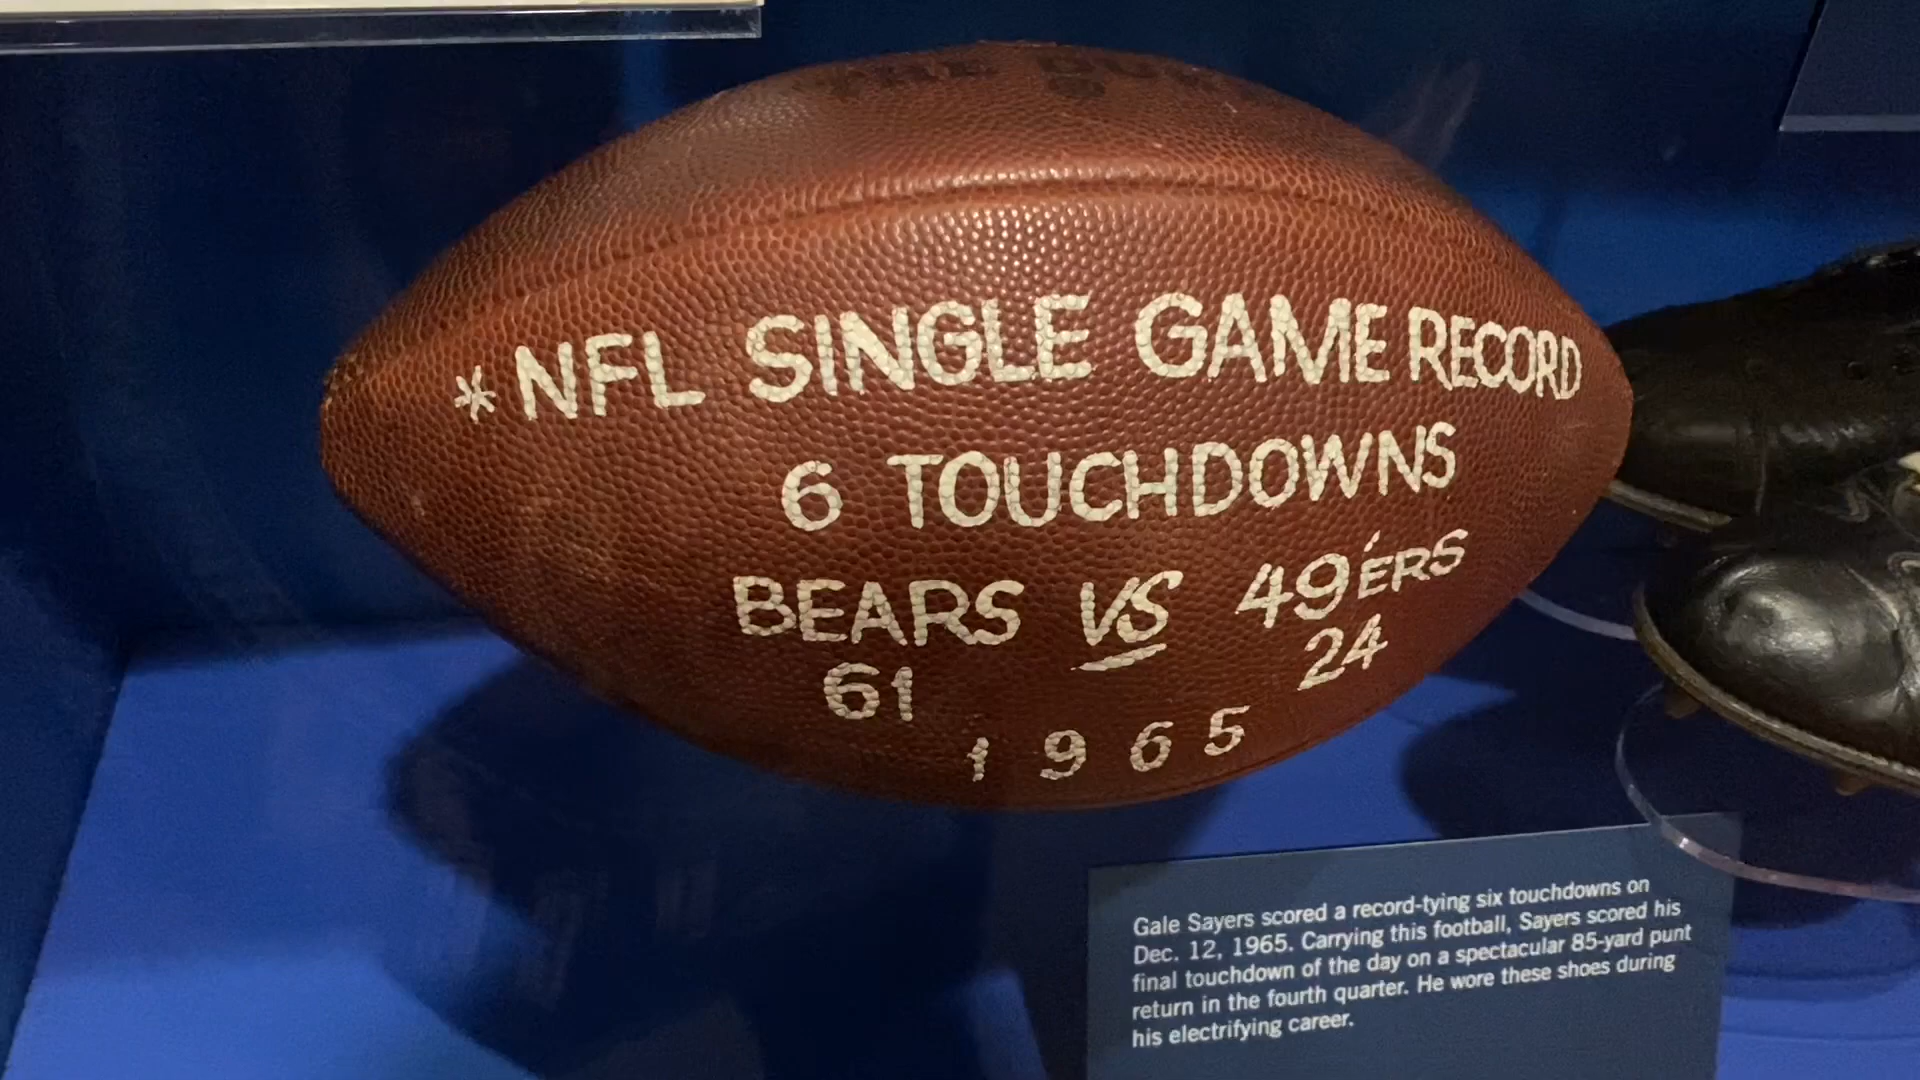 *NFL SINGLE GAME RECORD
6 TOUCHDOWNS
BEARS VS 49'ERS
61 24
1965
Gale Sayers scored a record-tying six touchdowns on
Dec. 12, 1965. Carrying this football, Sayers scored his
final touchdown of the day on a spectacular 85-yard punt
return in the fourth quarter. He wore these shoes during
his electrifying career.